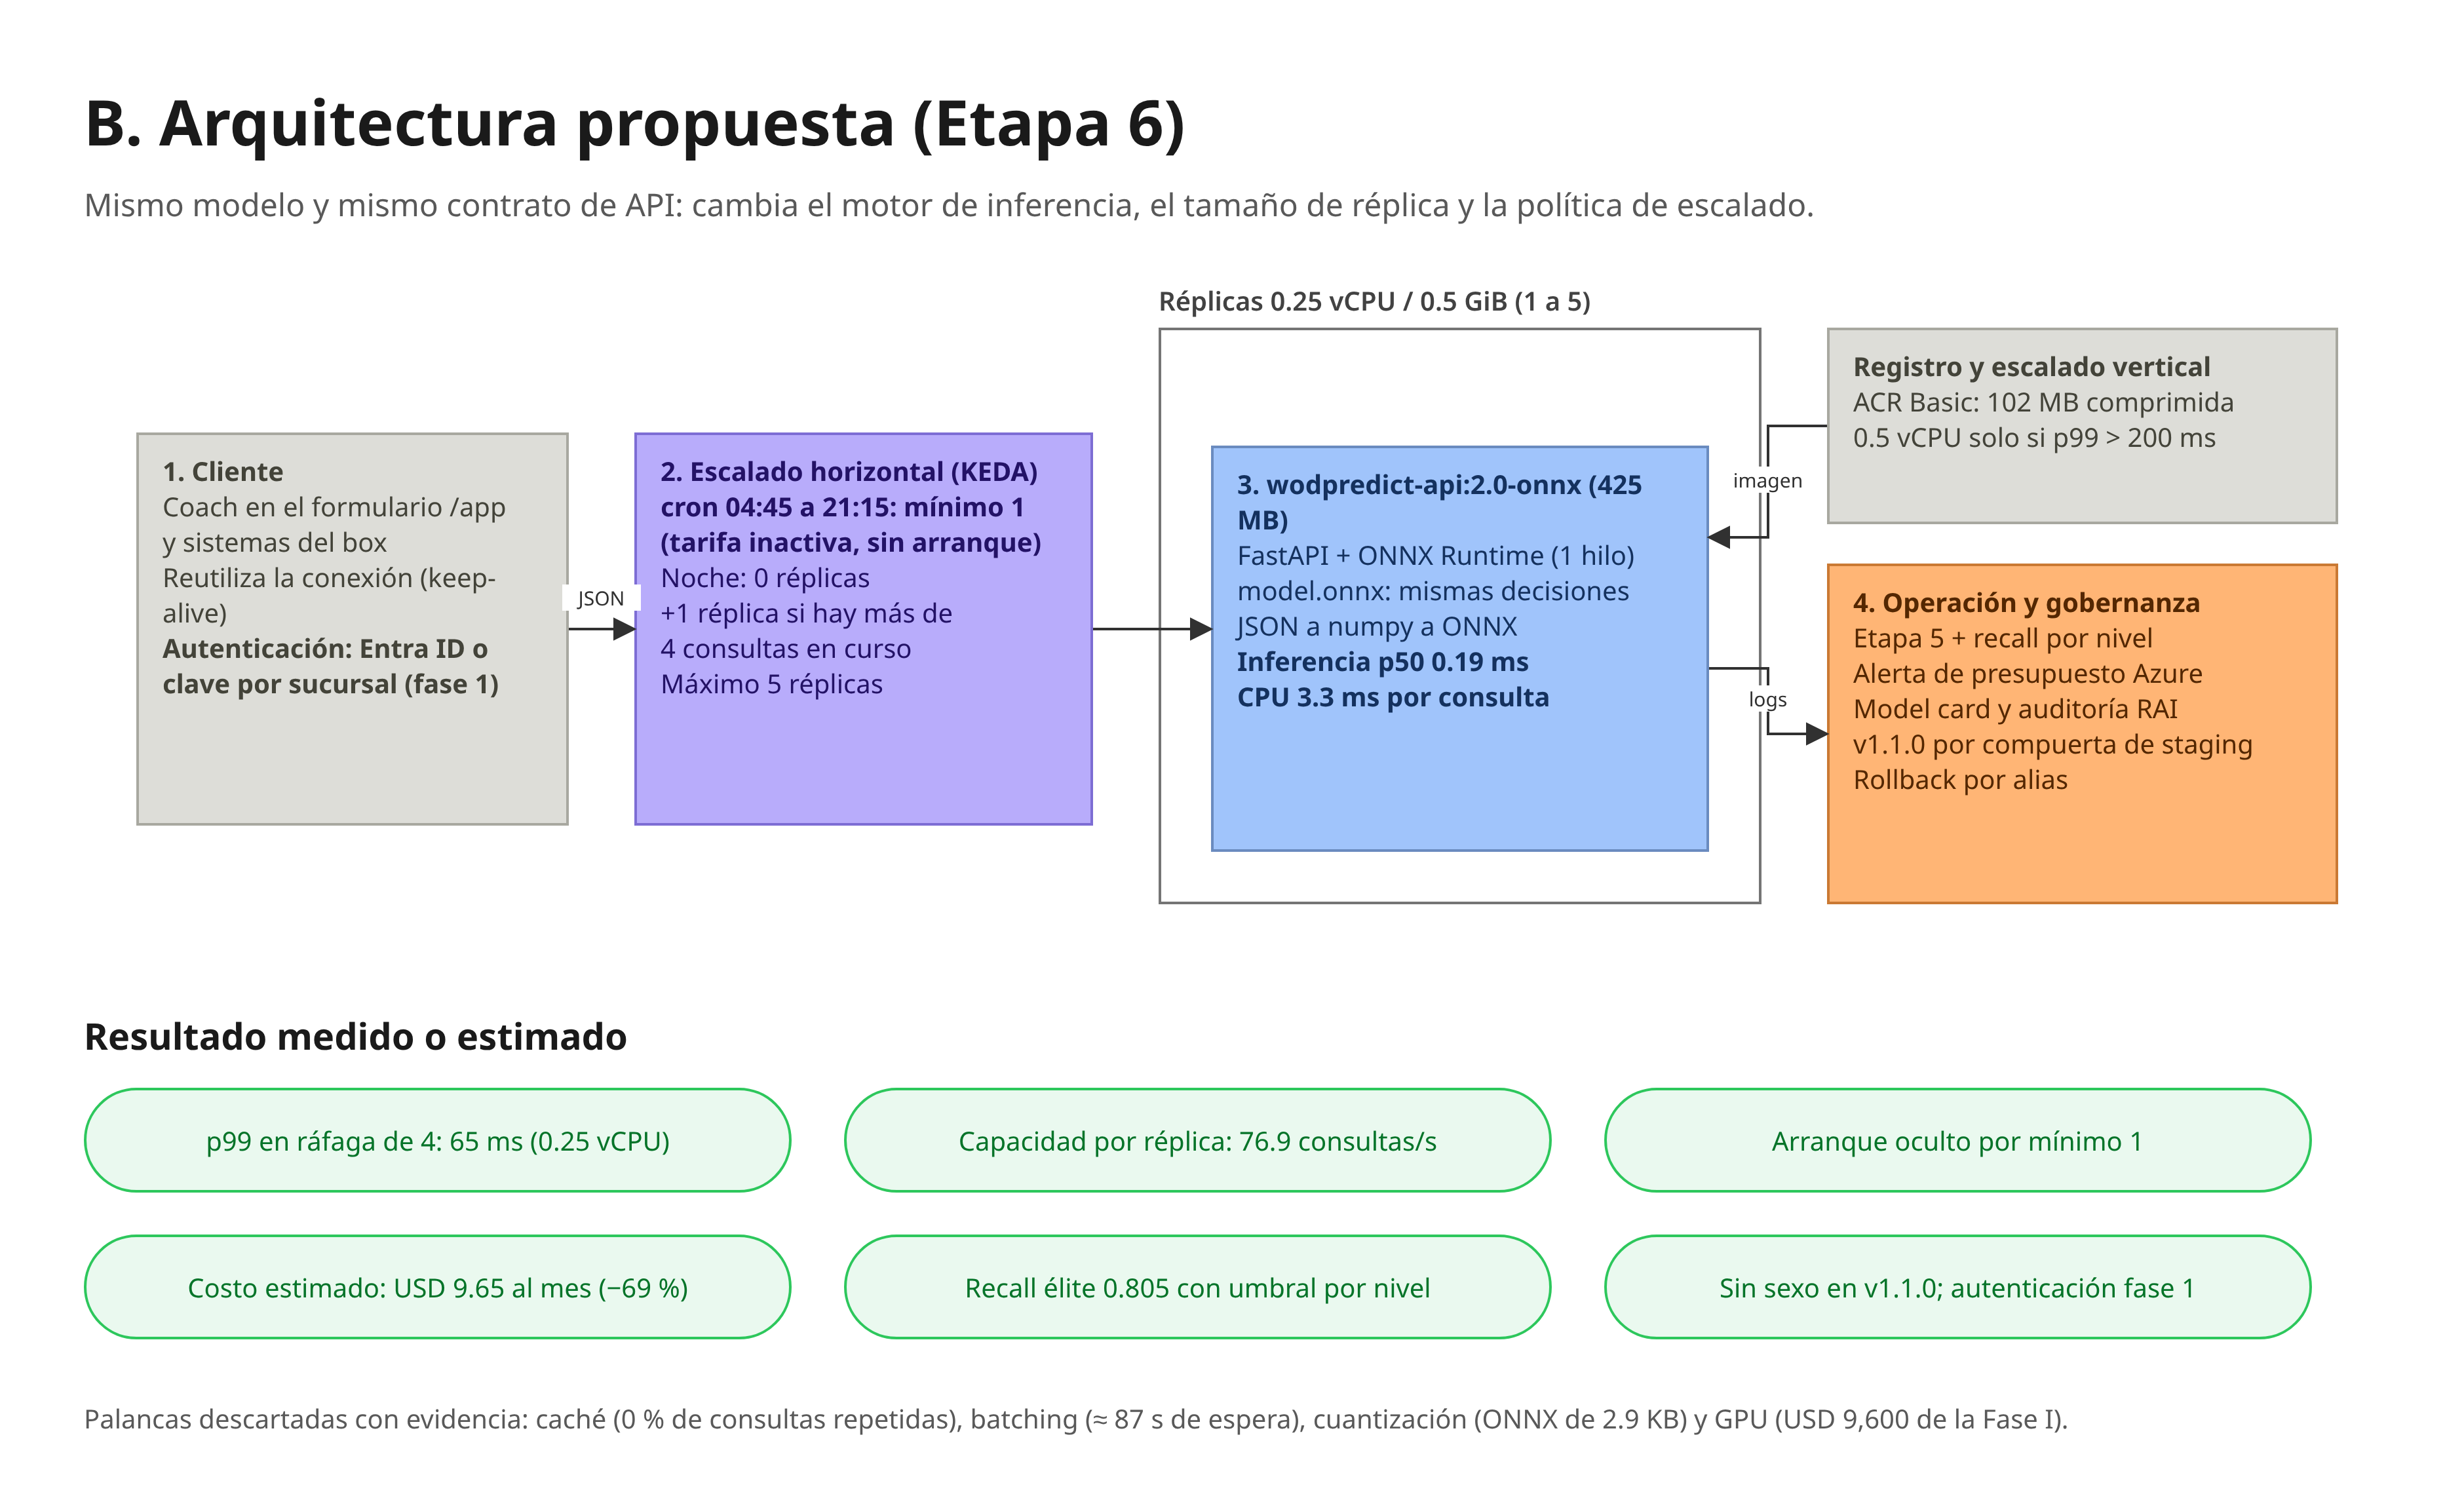 B. Arquitectura propuesta (Etapa 6)
Mismo modelo y mismo contrato de API: cambia el motor de inferencia, el tamaño de réplica y la política de escalado.
1. Cliente
Coach en el formulario /app
y sistemas del box
Reutiliza la conexión (keep-
alive)
Autenticación: Entra ID o
clave por sucursal (fase 1)
JSON
2. Escalado horizontal (KEDA)
cron 04:45 a 21:15: mínimo 1
(tarifa inactiva, sin arranque)
Noche: 0 réplicas
+1 réplica si hay más de
4 consultas en curso
Máximo 5 réplicas
Réplicas 0.25 vCPU / 0.5 GiB (1 a 5)
3. wodpredict-api:2.0-onnx (425
MB)
FastAPI + ONNX Runtime (1 hilo)
model.onnx: mismas decisiones
JSON a numpy a ONNX
Inferencia p50 0.19 ms
CPU 3.3 ms por consulta
imagen
logs
Registro y escalado vertical
ACR Basic: 102 MB comprimida
0.5 vCPU solo si p99 > 200 ms
4. Operación y gobernanza
Etapa 5 + recall por nivel
Alerta de presupuesto Azure
Model card y auditoría RAI
v1.1.0 por compuerta de staging
Rollback por alias
Resultado medido o estimado
p99 en ráfaga de 4: 65 ms (0.25 vCPU)
Capacidad por réplica: 76.9 consultas/s
Arranque oculto por mínimo 1
Costo estimado: USD 9.65 al mes (−69 %)
Recall élite 0.805 con umbral por nivel
Sin sexo en v1.1.0; autenticación fase 1
Palancas descartadas con evidencia: caché (0 % de consultas repetidas), batching (≈ 87 s de espera), cuantización (ONNX de 2.9 KB) y GPU (USD 9,600 de la Fase I).